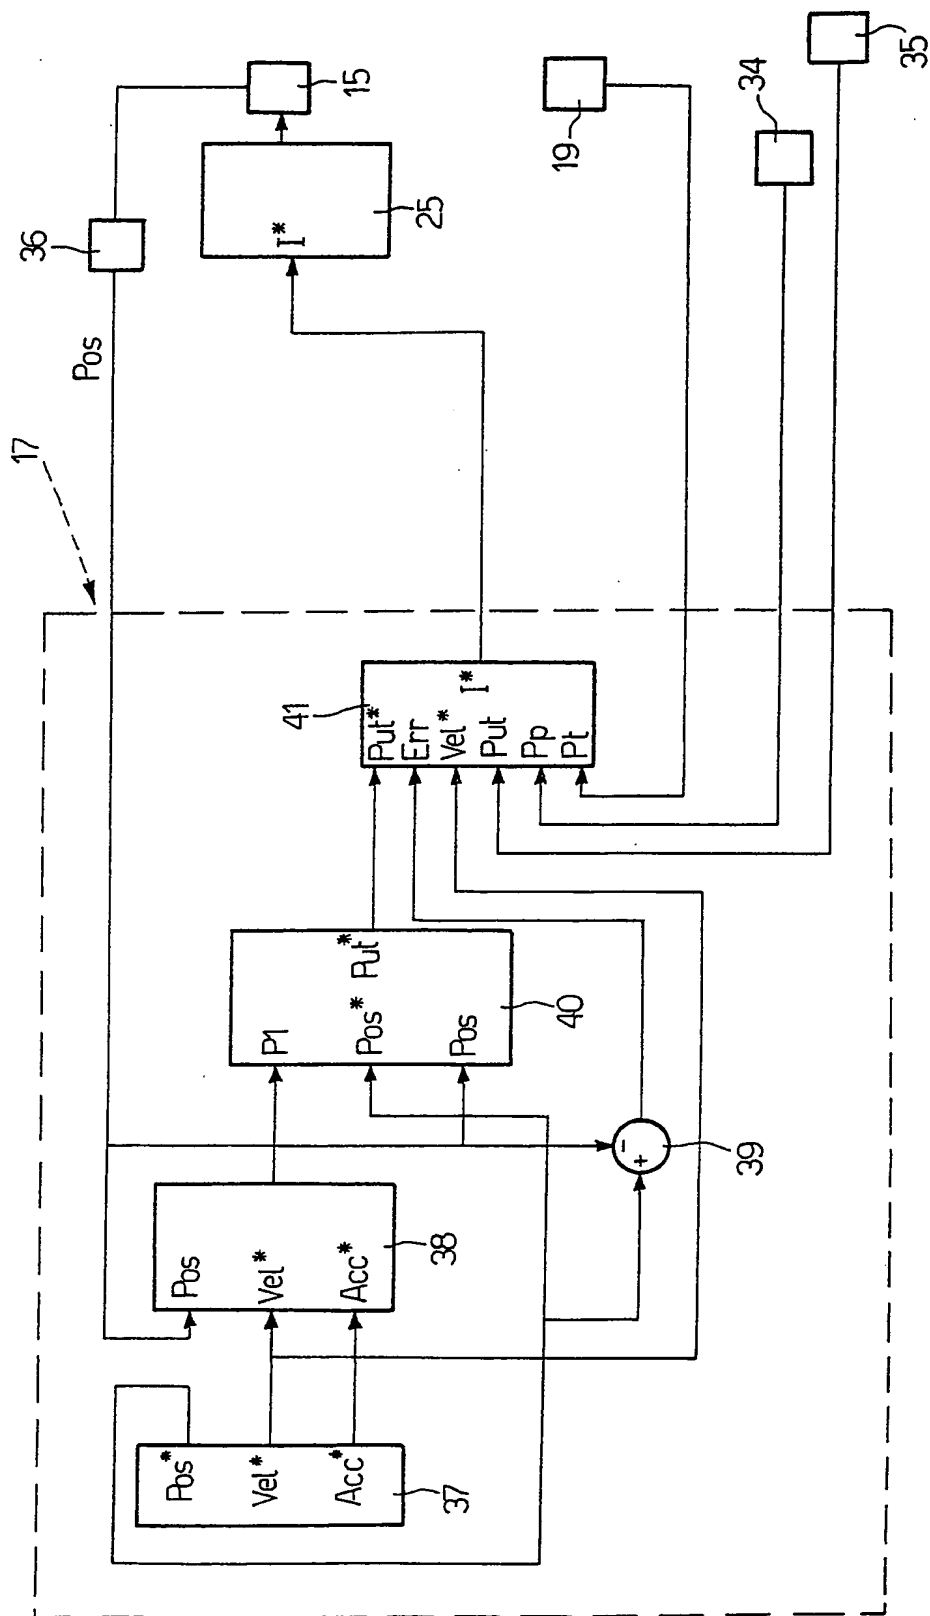 17
Pos
36
15
I*
25
19
34
35
41
Put*
Err
Vel*
Put
Pp
Pt
I*
P1
Pos*
Pos
Put*
40
Pos
Vel*
Acc*
38
-
+
39
Pos*
Vel*
Acc*
37